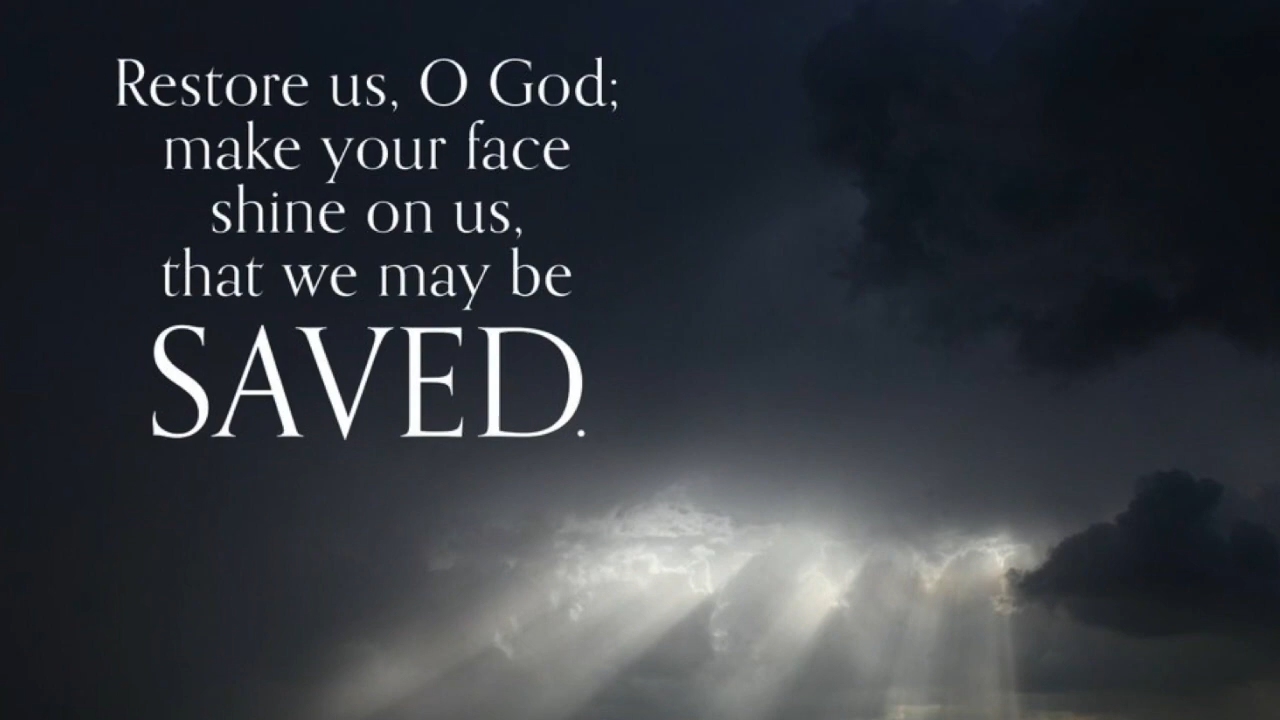 Restore us, O God;
make your face
shine on us,
that we may be
SAVED.